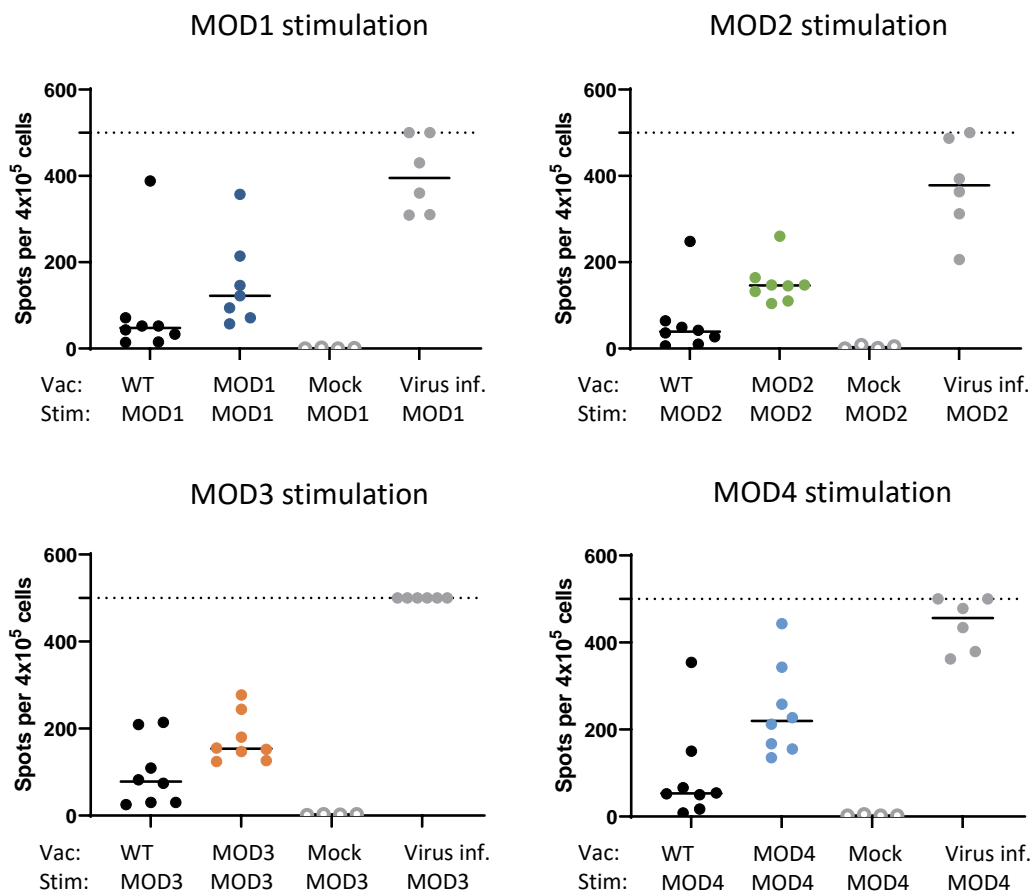 MOD1 stimulation
Spots per 4x10⁵ cells
600
400
200
0
Vac: WT MOD1 Mock Virus inf.
Stim: MOD1 MOD1 MOD1 MOD1
MOD2 stimulation
Spots per 4x10⁵ cells
600
400
200
0
Vac: WT MOD2 Mock Virus inf.
Stim: MOD2 MOD2 MOD2 MOD2
MOD3 stimulation
Spots per 4x10⁵ cells
600
400
200
0
Vac: WT MOD3 Mock Virus inf.
Stim: MOD3 MOD3 MOD3 MOD3
MOD4 stimulation
Spots per 4x10⁵ cells
600
400
200
0
Vac: WT MOD4 Mock Virus inf.
Stim: MOD4 MOD4 MOD4 MOD4